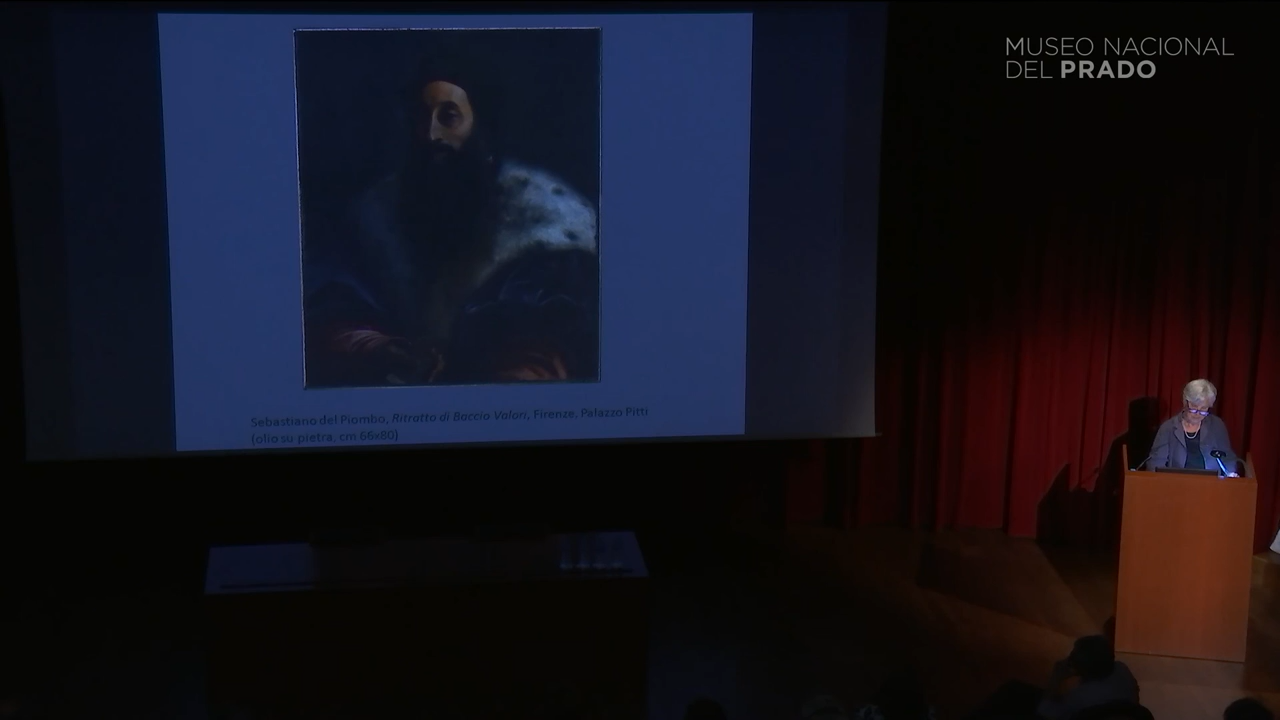 MUSEO NACIONAL
DEL PRADO
Sebastiano del Piombo, Ritratto di Baccio Valori, Firenze, Palazzo Pitti
(olio su pietra, cm 66x80)